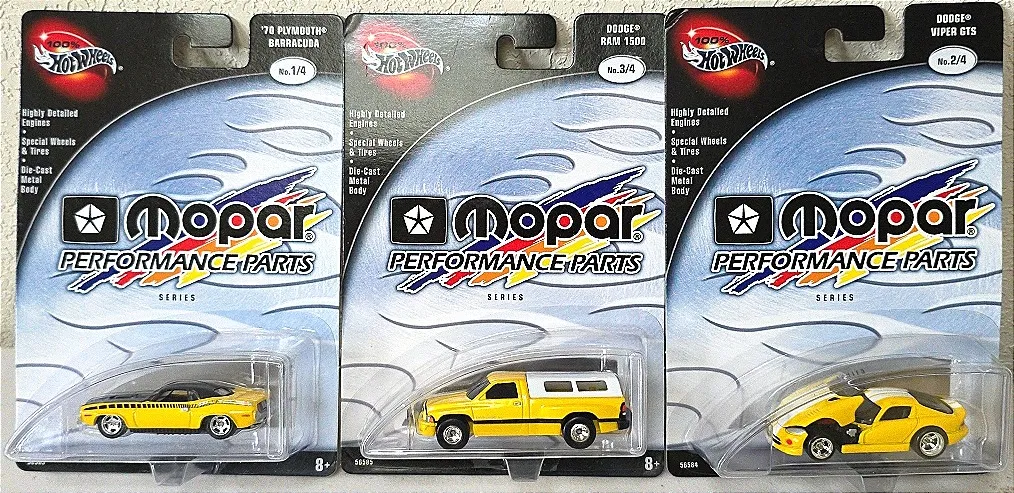 100%
Hot Wheels®
'70 PLYMOUTH®
BARRACUDA
No.1/4
Highly Detailed
Engines
•
Special Wheels
& Tires
•
Die-Cast
Metal
Body
Mopar®
PERFORMANCE PARTS
SERIES
8+
100%
Hot Wheels®
DODGE®
RAM 1500
No.3/4
Highly Detailed
Engines
•
Special Wheels
& Tires
•
Die-Cast
Metal
Body
Mopar®
PERFORMANCE PARTS
SERIES
56585
8+
100%
Hot Wheels®
DODGE®
VIPER GTS
No.2/4
Highly Detailed
Engines
•
Special Wheels
& Tires
•
Die-Cast
Metal
Body
Mopar®
PERFORMANCE PARTS
SERIES
56584